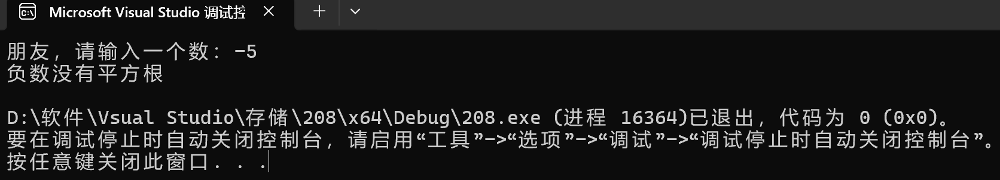 Microsoft Visual Studio 调试控
朋友，请输入一个数：-5
负数没有平方根
D:\软件\Vsual Studio\存储\208\x64\Debug\208.exe (进程 16364)已退出，代码为 0 (0x0)。
要在调试停止时自动关闭控制台，请启用“工具”->“选项”->“调试”->“调试停止时自动关闭控制台”。
按任意键关闭此窗口. . .